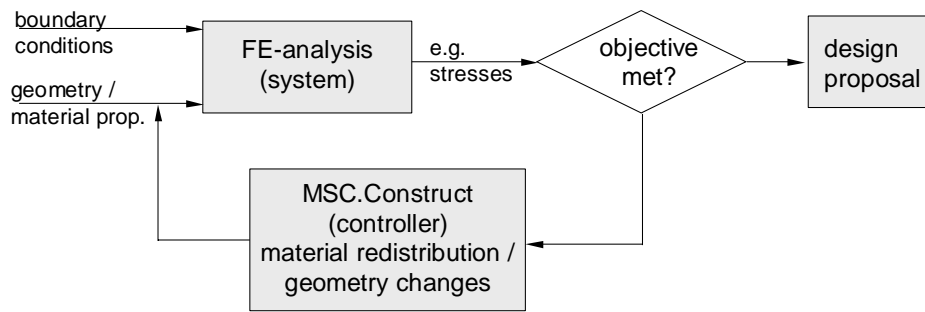 boundary
conditions
FE-analysis
(system)
e.g.
stresses
objective
met?
design
proposal
geometry /
material prop.
MSC.Construct
(controller)
material redistribution /
geometry changes